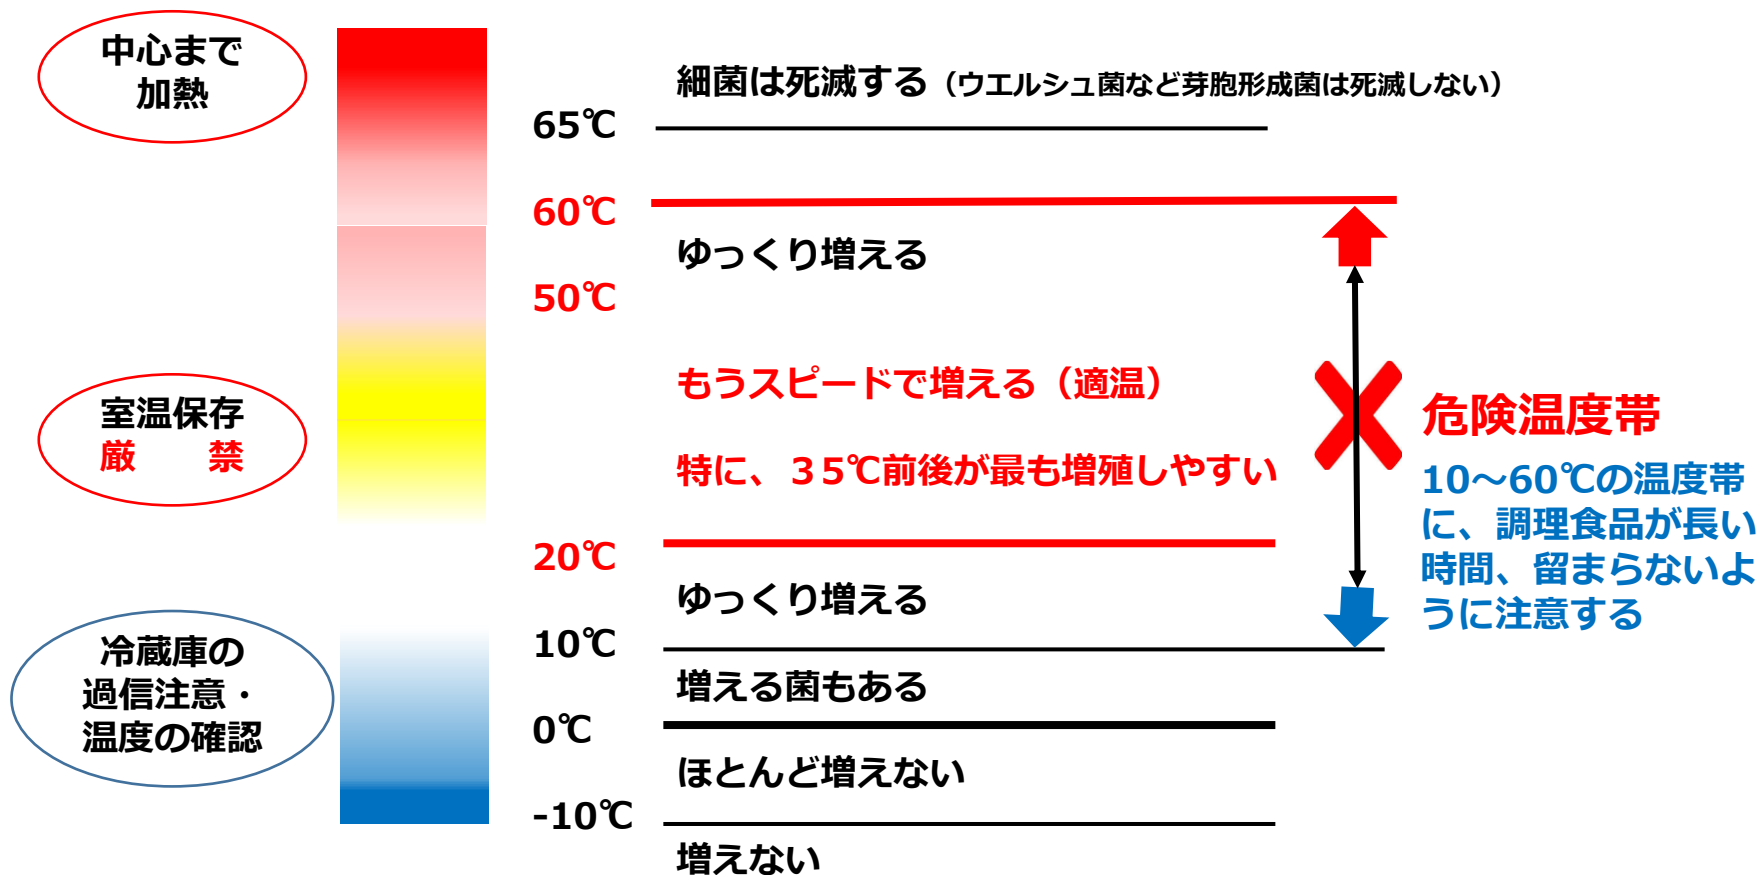 中心まで
加熱
細菌は死滅する（ウエルシュ菌など芽胞形成菌は死滅しない）
65℃
60℃
ゆっくり増える
50℃
もうスピードで増える（適温）
室温保存
厳　禁
特に、３５℃前後が最も増殖しやすい
危険温度帯
10～60℃の温度帯
に、調理食品が長い
時間、留まらないよ
うに注意する
20℃
ゆっくり増える
10℃
冷蔵庫の
過信注意・
温度の確認
増える菌もある
0℃
ほとんど増えない
-10℃
増えない